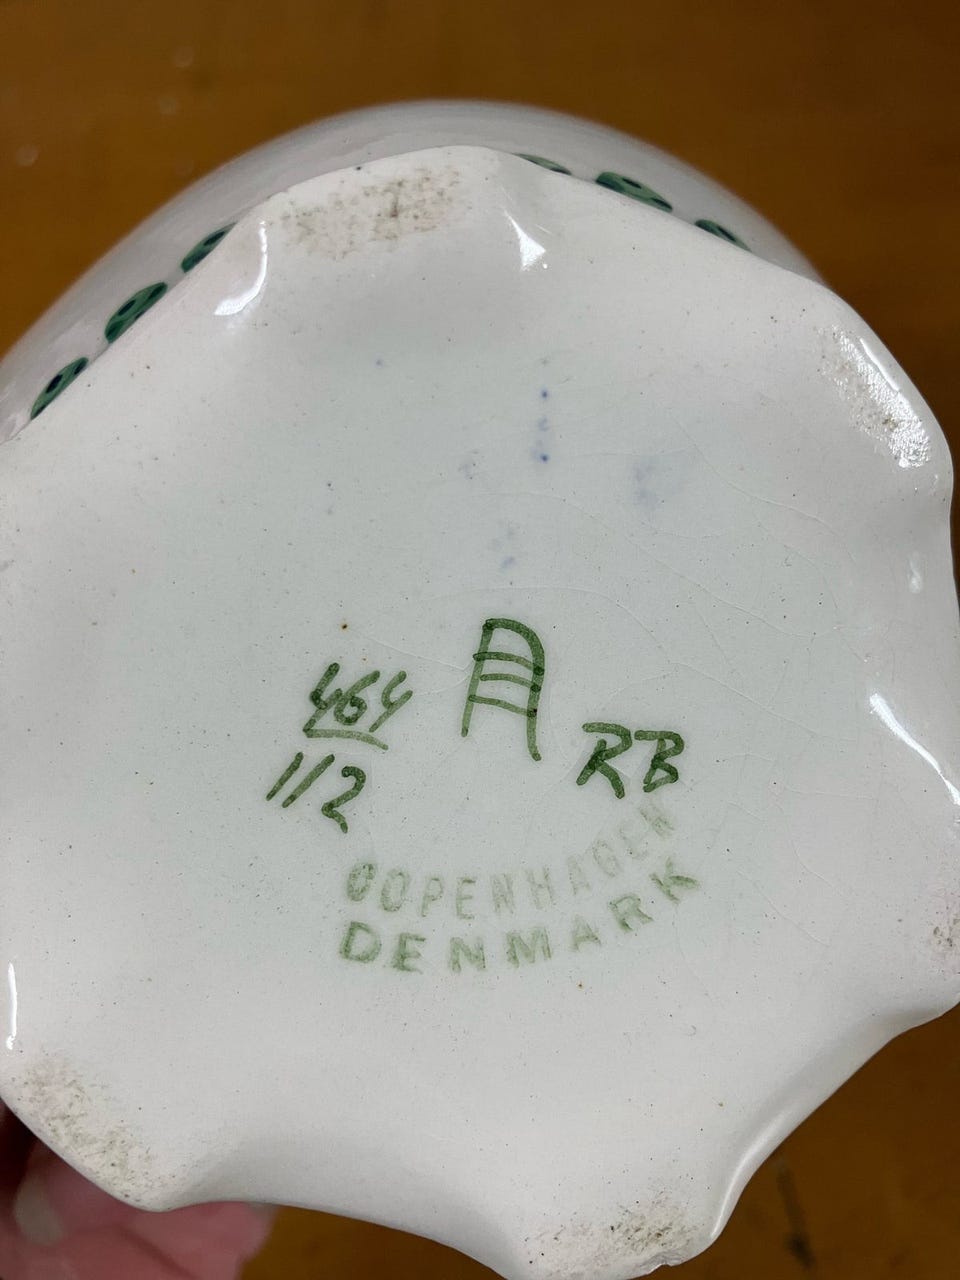 464
112
RB
COPENHAGEN
DENMARK